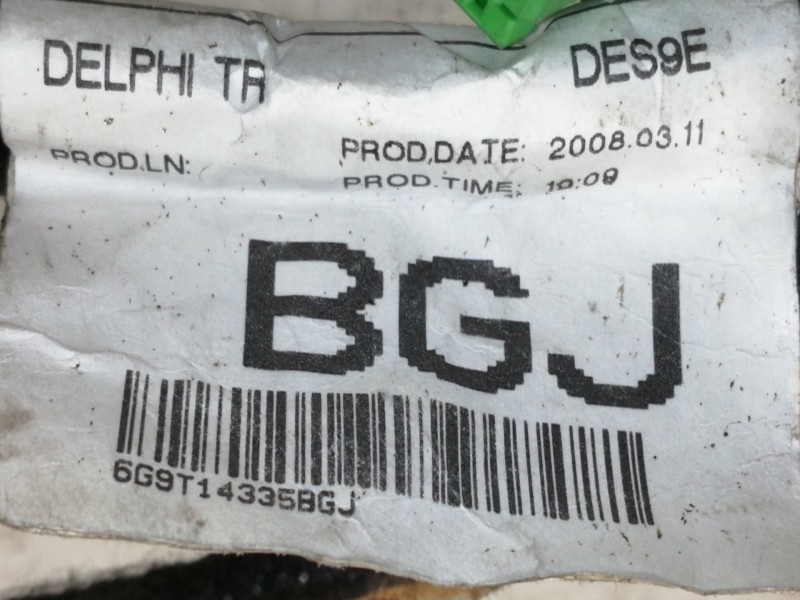 DELPHI TR DES9E
PROD.LN: PROD.DATE: 2008.03.11
PROD.TIME: 10:09
BGJ
6G9T14335BGJ